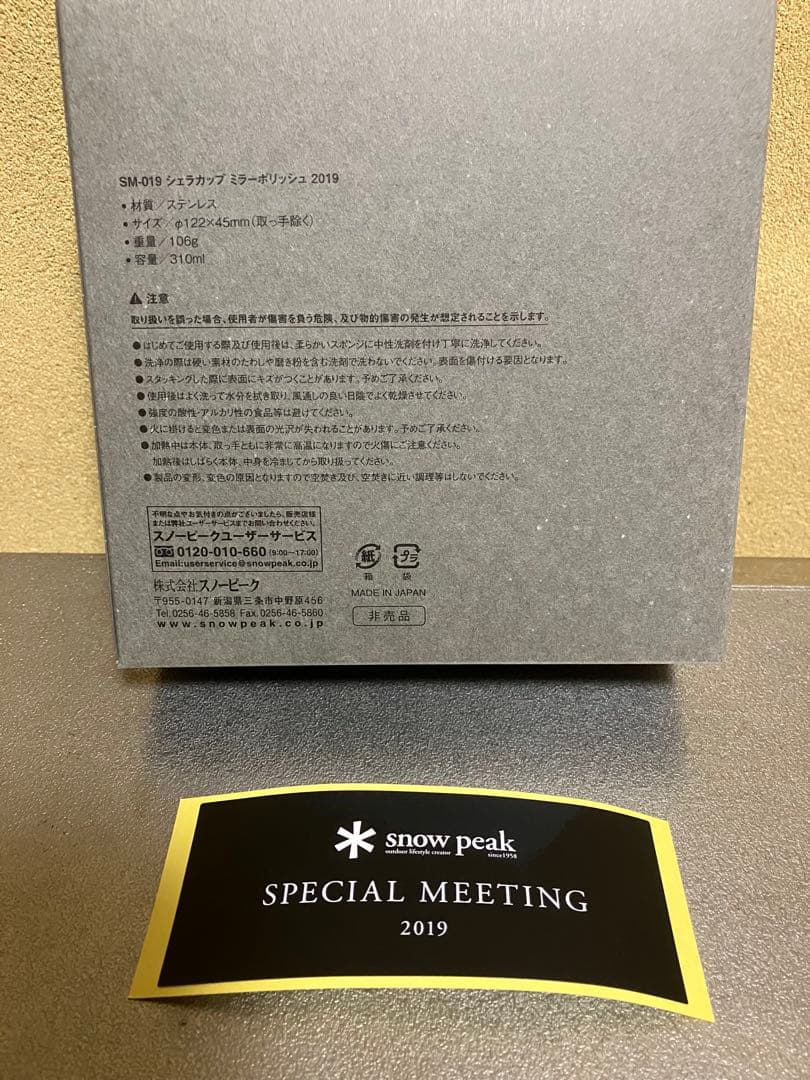 SM-019 シェラカップ ミラーポリッシュ 2019
• 材質／ステンレス
• サイズ／φ122×45mm（取っ手除く）
• 重量／106g
• 容量／310ml
⚠ 注意
取り扱いを誤った場合、使用者が傷害を負う危険、及び物的傷害の発生が想定されることを示します。
●はじめてご使用する際及び使用後は、柔らかいスポンジに中性洗剤を付け丁寧に洗浄してください。
●洗浄の際は硬い素材のたわしや磨き粉を含む洗剤で洗わないでください。表面を傷付ける要因となります。
●スタッキングした際に表面にキズがつくことがあります。予めご了承ください。
●使用後はよく洗って水分を拭き取り、風通しの良い日陰でよく乾燥させてください。
●強度の酸性・アルカリ性の食品等は避けてください。
●火に掛けると変色または表面の光沢が失われることがあります。予めご了承ください。
●加熱中は本体、取っ手ともに非常に高温になりますので火傷にご注意ください。
加熱後はしばらく本体、中身を冷ましてから取り扱ってください。
●製品の変形、変色の原因となりますので空焚き及び、空焚きに近い調理等はしないでください。
不明な点やお気付きの点がございましたら、販売店様
または弊社ユーザーサービスまでお問い合わせください。
スノーピークユーザーサービス
0120-010-660 (9:00〜17:00)
Email:userservice@snowpeak.co.jp
株式会社スノーピーク
〒955-0147 新潟県三条市中野原456
Tel.0256-46-5858 Fax.0256-46-5860
www.snowpeak.co.jp
紙 プラ
箱 袋
MADE IN JAPAN
非売品
snow peak
outdoor lifestyle creator since1958
SPECIAL MEETING
2019